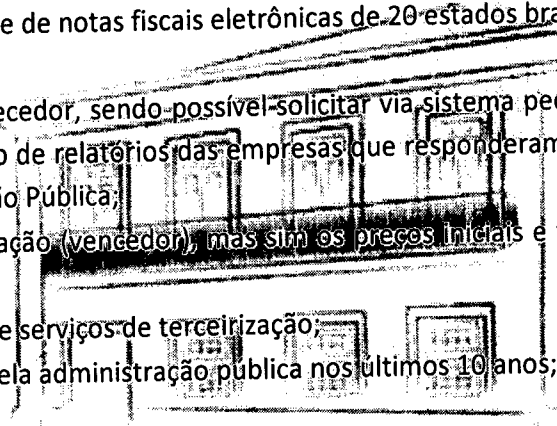 e de notas fiscais eletrônicas de 20 estados bra
ecedor, sendo possível solicitar via sistema pe
o de relatórios das empresas que responderam
io Pública;
ação (vencedor), mas sim os preços iniciais e
e serviços de terceirização;
ela administração pública nos últimos 10 anos;